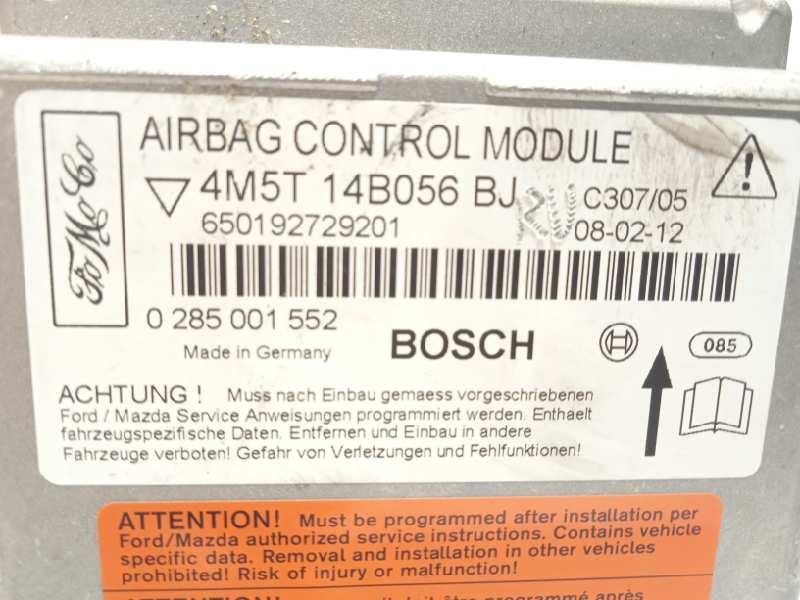 FoMoCo
AIRBAG CONTROL MODULE
4M5T 14B056 BJ
C307/05
650192729201
08-02-12
0 285 001 552
Made in Germany
BOSCH
085
ACHTUNG! Muss nach Einbau gemaess vorgeschriebenen
Ford / Mazda Service Anweisungen programmiert werden. Enthaelt
fahrzeugspezifische Daten. Entfernen und Einbau in andere
Fahrzeuge verboten! Gefahr von Verletzungen und Fehlfunktionen!
ATTENTION! Must be programmed after installation per
Ford/Mazda authorized service instructions. Contains vehicle
specific data. Removal and installation in other vehicles
prohibited! Risk of injury or malfunction!
être programmé après